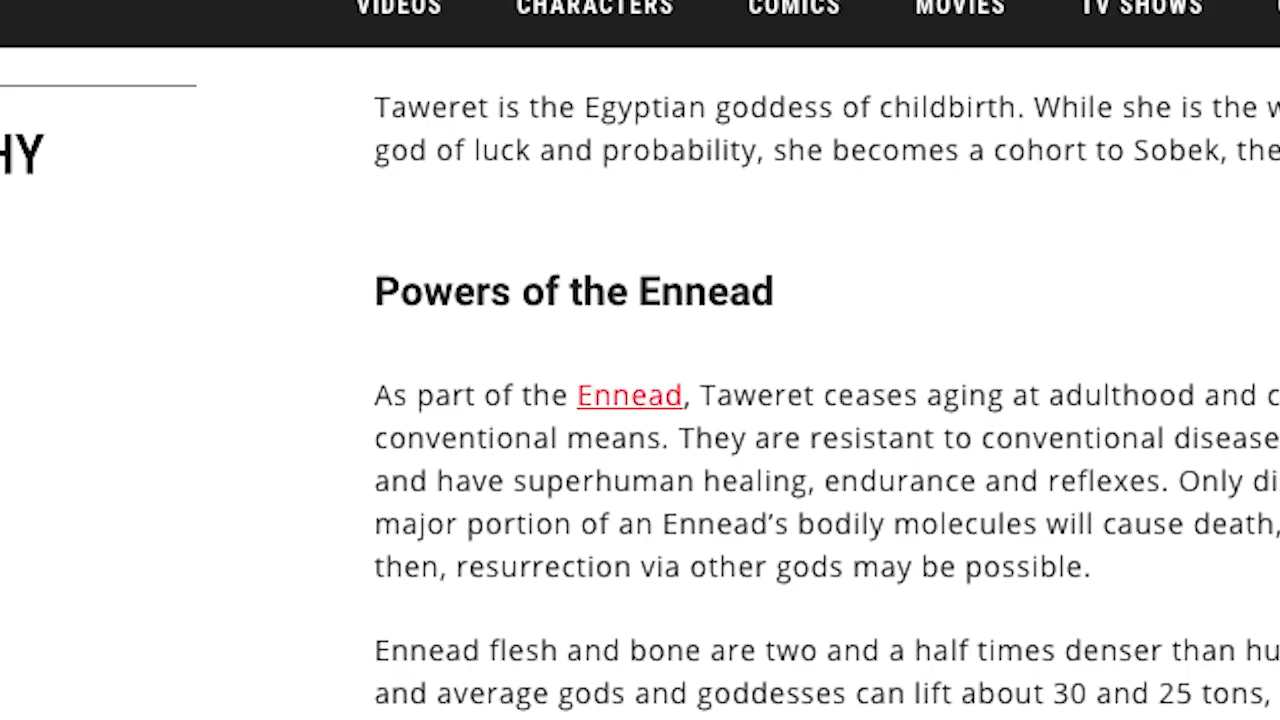 VIDEOS CHARACTERS COMICS MOVIES TV SHOWS
HY
Taweret is the Egyptian goddess of childbirth. While she is the
god of luck and probability, she becomes a cohort to Sobek, the
Powers of the Ennead
As part of the Ennead, Taweret ceases aging at adulthood and
conventional means. They are resistant to conventional disease
and have superhuman healing, endurance and reflexes. Only
major portion of an Ennead’s bodily molecules will cause death,
then, resurrection via other gods may be possible.
Ennead flesh and bone are two and a half times denser than
and average gods and goddesses can lift about 30 and 25 tons,